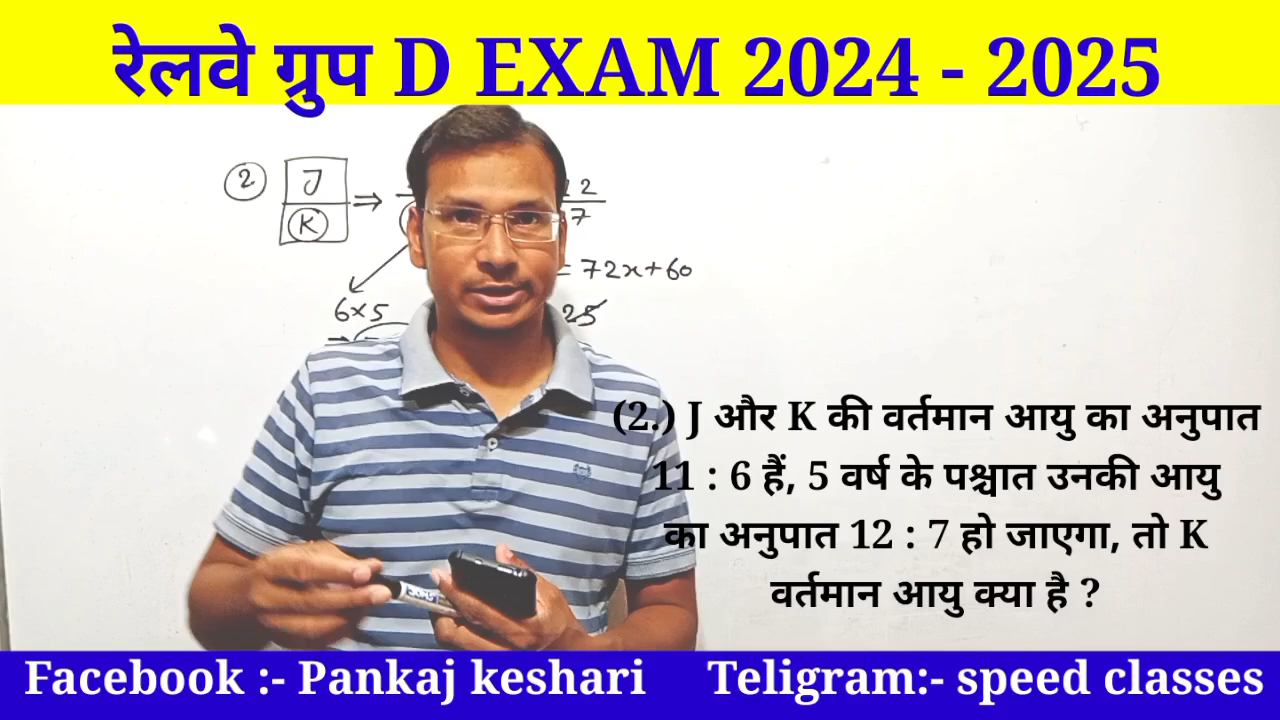 रेलवे ग्रुप D EXAM 2024 - 2025
2 J ⇒ 12
K 7
= 72x+60
6×5 25
(2.) J और K की वर्तमान आयु का अनुपात
11 : 6 हैं, 5 वर्ष के पश्चात उनकी आयु
का अनुपात 12 : 7 हो जाएगा, तो K
वर्तमान आयु क्या है ?
Facebook :- Pankaj keshari Teligram:- speed classes